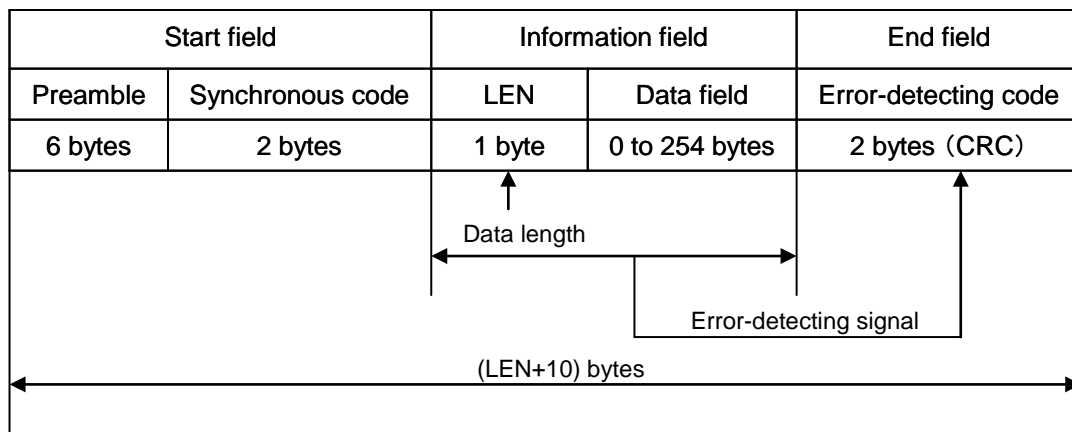 Start field Information field End field
Preamble Synchronous code LEN Data field Error-detecting code
6 bytes 2 bytes 1 byte 0 to 254 bytes 2 bytes（CRC）
Data length
Error-detecting signal
(LEN+10) bytes